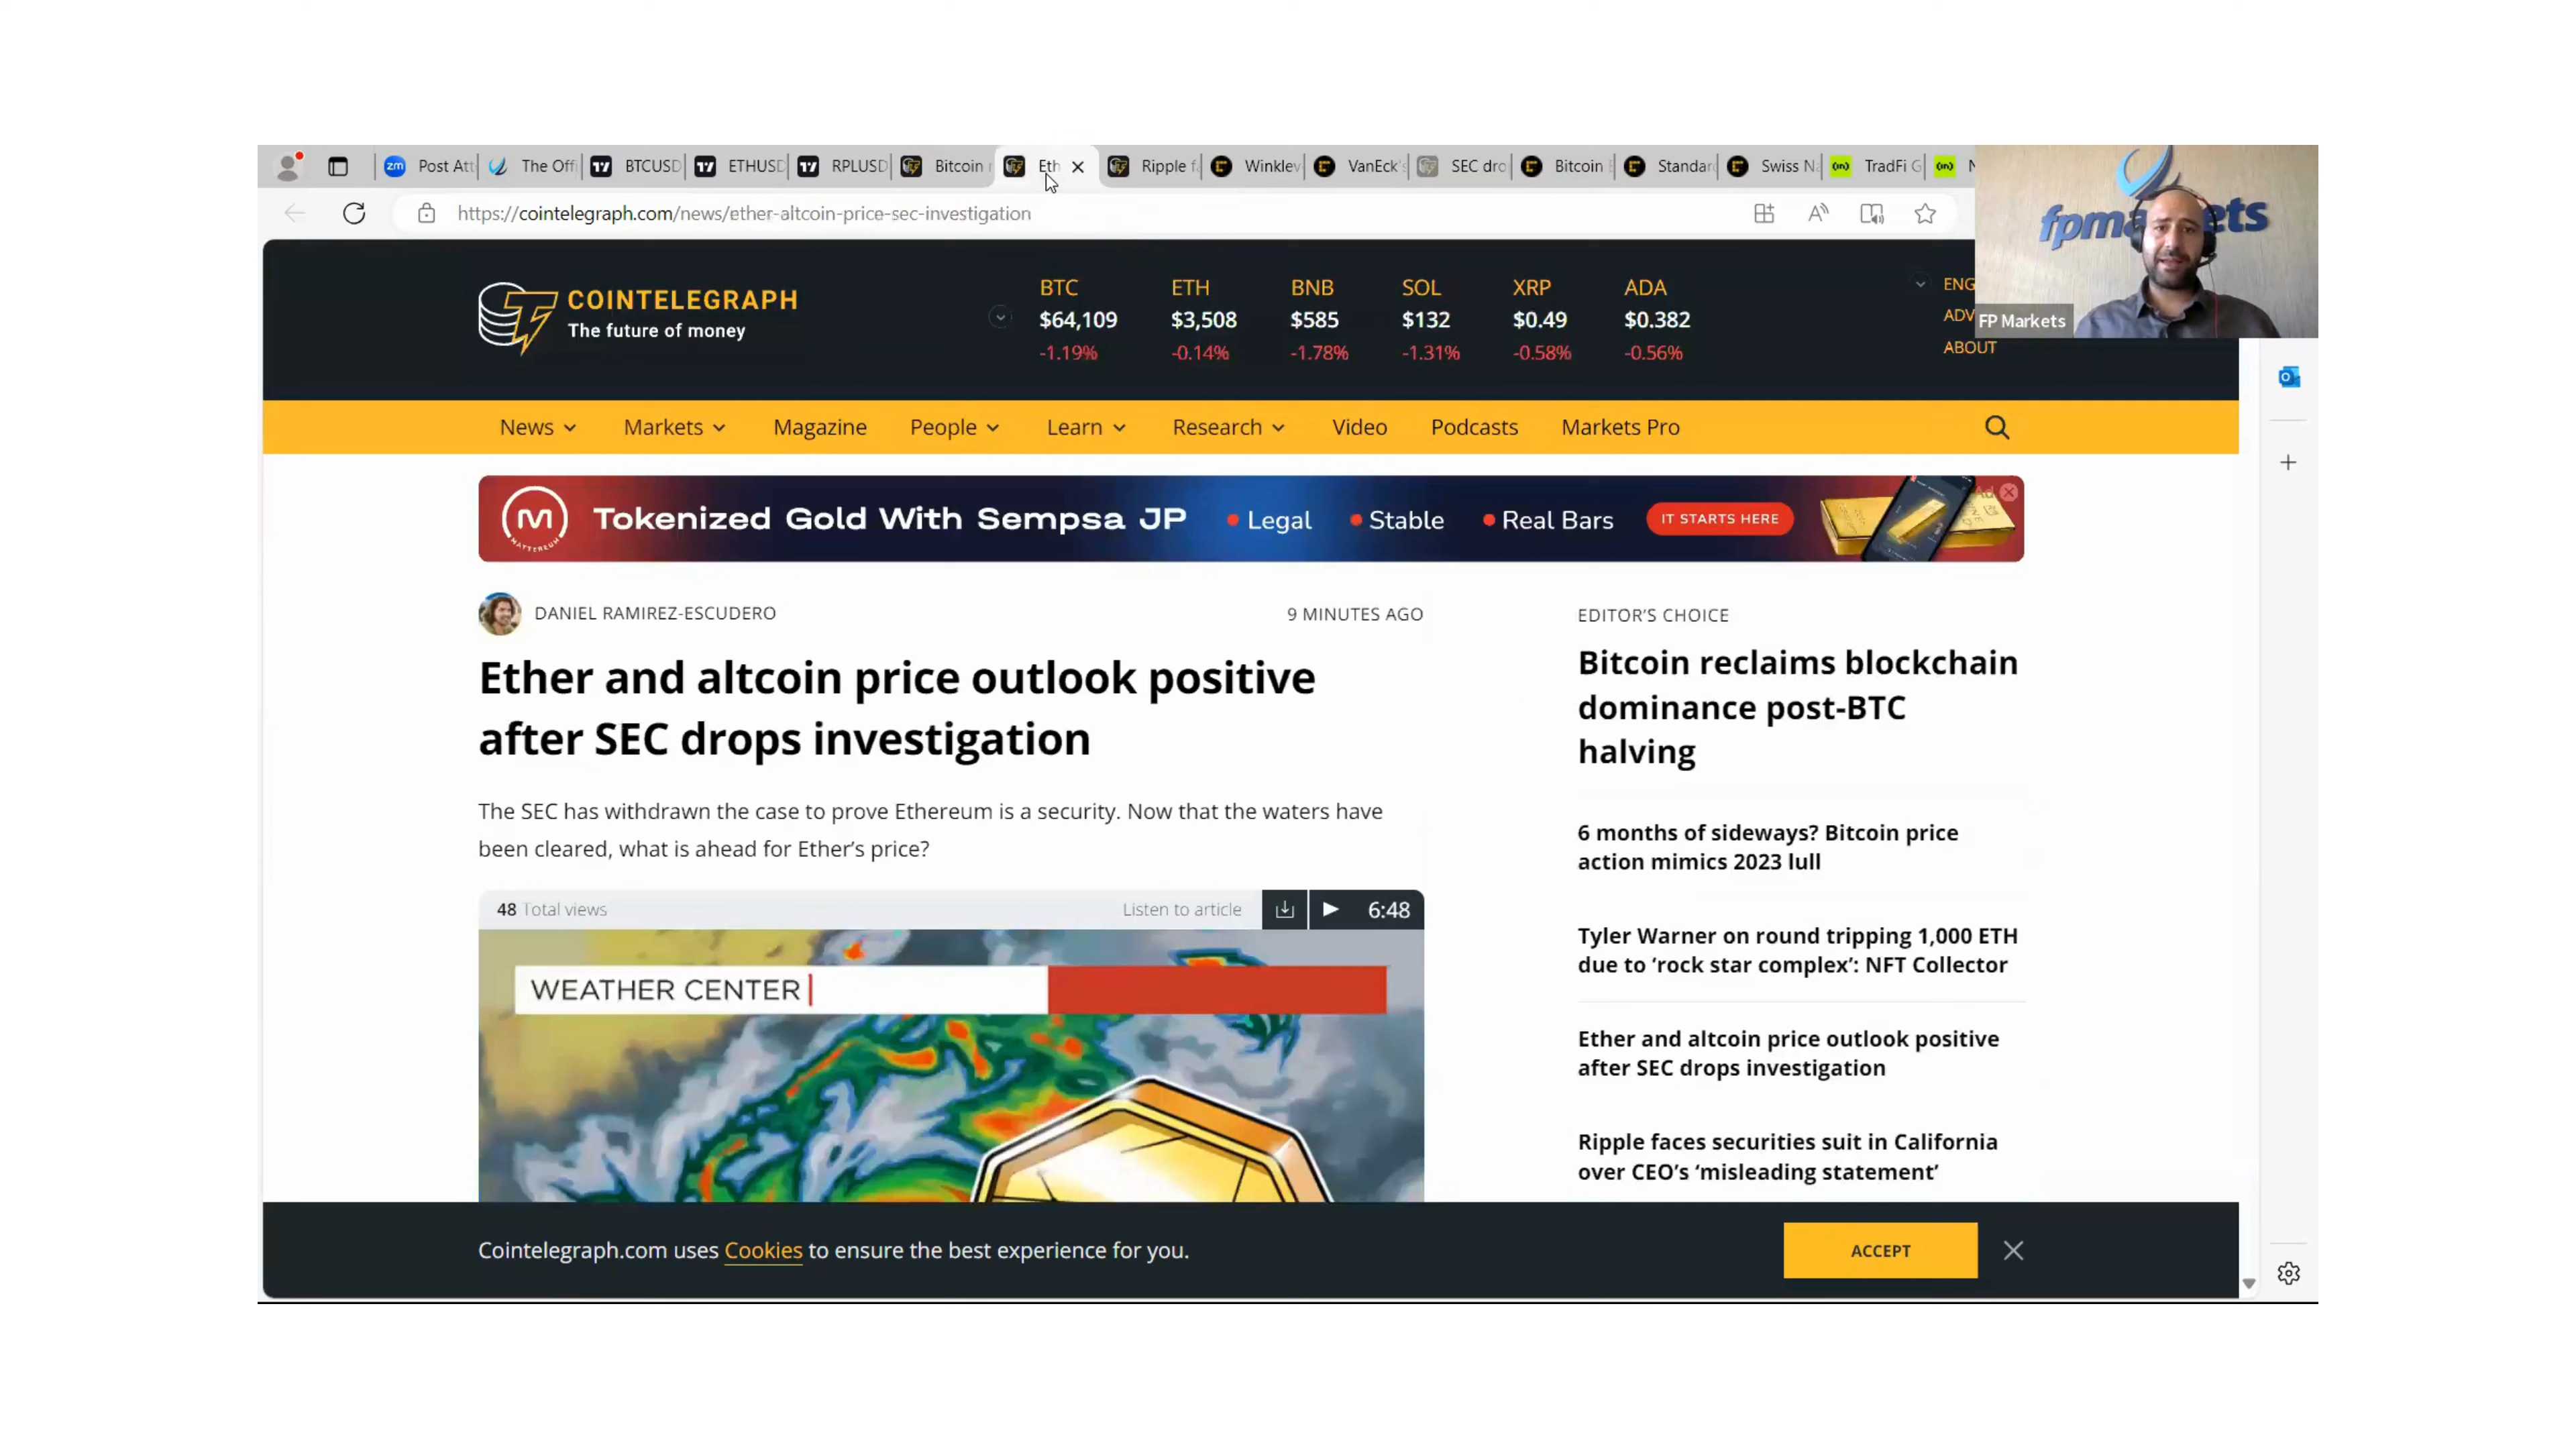 Post Att
The Offi
BTCUSD
ETHUSD
RPLUSD
Bitcoin r
Eth
Ripple f
Winklev
VanEck's
SEC dro
Bitcoin E
Standar
Swiss Na
TradFi G
N
https://cointelegraph.com/news/ether-altcoin-price-sec-investigation
fpmarkets
FP Markets
COINTELEGRAPH
The future of money
BTC ETH BNB SOL XRP ADA
$64,109 $3,508 $585 $132 $0.49 $0.382
-1.19% -0.14% -1.78% -1.31% -0.58% -0.56%
ENG
ADV
ABOUT
News Markets Magazine People Learn Research Video Podcasts Markets Pro
MATTEREUM
Tokenized Gold With Sempsa JP • Legal • Stable • Real Bars IT STARTS HERE
Ad
DANIEL RAMIREZ-ESCUDERO
9 MINUTES AGO
Ether and altcoin price outlook positive
after SEC drops investigation
The SEC has withdrawn the case to prove Ethereum is a security. Now that the waters have
been cleared, what is ahead for Ether's price?
48 Total views
Listen to article
6:48
WEATHER CENTER
EDITOR'S CHOICE
Bitcoin reclaims blockchain
dominance post-BTC
halving
6 months of sideways? Bitcoin price
action mimics 2023 lull
Tyler Warner on round tripping 1,000 ETH
due to ‘rock star complex’: NFT Collector
Ether and altcoin price outlook positive
after SEC drops investigation
Ripple faces securities suit in California
over CEO's ‘misleading statement’
Cointelegraph.com uses Cookies to ensure the best experience for you.
ACCEPT